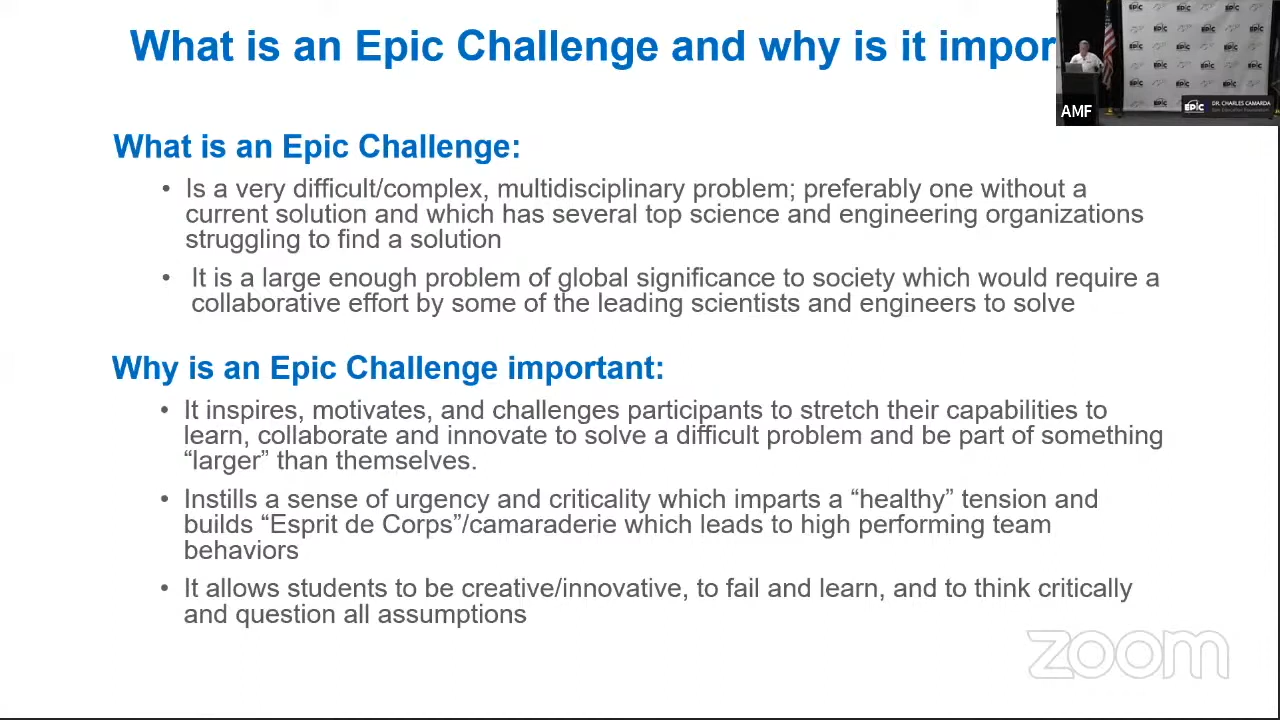 What is an Epic Challenge and why is it impor
EPIC
DR. CHARLES CAMARDA
AMF
What is an Epic Challenge:
• Is a very difficult/complex, multidisciplinary problem; preferably one without a
current solution and which has several top science and engineering organizations
struggling to find a solution
• It is a large enough problem of global significance to society which would require a
collaborative effort by some of the leading scientists and engineers to solve
Why is an Epic Challenge important:
• It inspires, motivates, and challenges participants to stretch their capabilities to
learn, collaborate and innovate to solve a difficult problem and be part of something
“larger” than themselves.
• Instills a sense of urgency and criticality which imparts a “healthy” tension and
builds “Esprit de Corps”/camaraderie which leads to high performing team
behaviors
• It allows students to be creative/innovative, to fail and learn, and to think critically
and question all assumptions
zoom